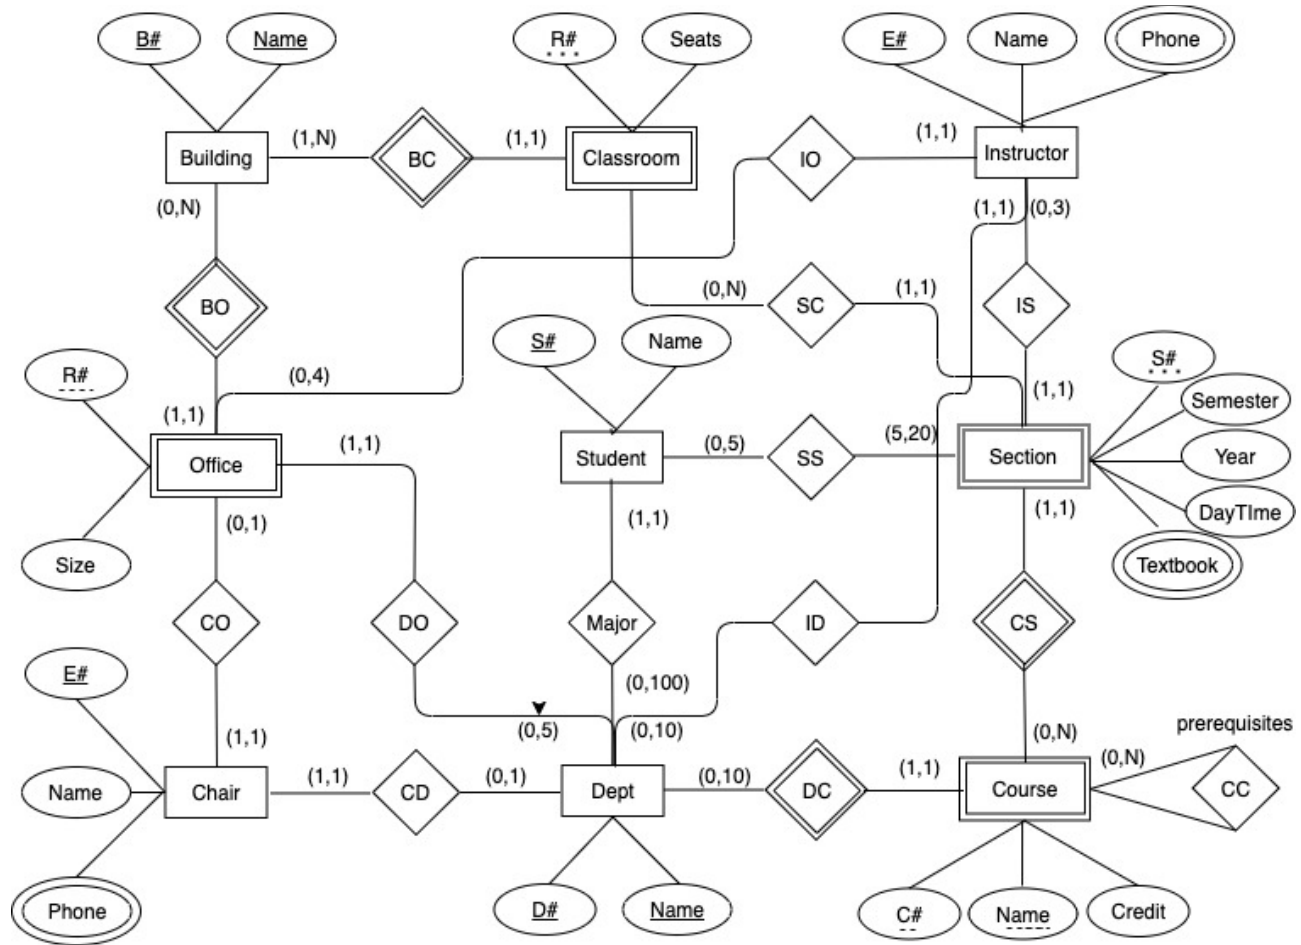 B#
Name
R#
Seats
E#
Name
Phone
Building
(1,N)
BC
(1,1)
Classroom
IO
(1,1)
Instructor
(0,N)
(1,1)
(0,3)
BO
(0,N)
SC
(1,1)
IS
S#
Name
S#
R#
(0,4)
(1,1)
Semester
(1,1)
(1,1)
(0,5)
(5,20)
Office
Student
SS
Section
Year
(0,1)
(1,1)
(1,1)
DayTIme
Size
Textbook
CO
DO
Major
ID
CS
E#
(0,100)
(1,1)
(0,5)
(0,10)
(0,N)
prerequisites
(0,N)
Name
Chair
(1,1)
CD
(0,1)
Dept
(0,10)
DC
(1,1)
Course
CC
Phone
D#
Name
C#
Name
Credit